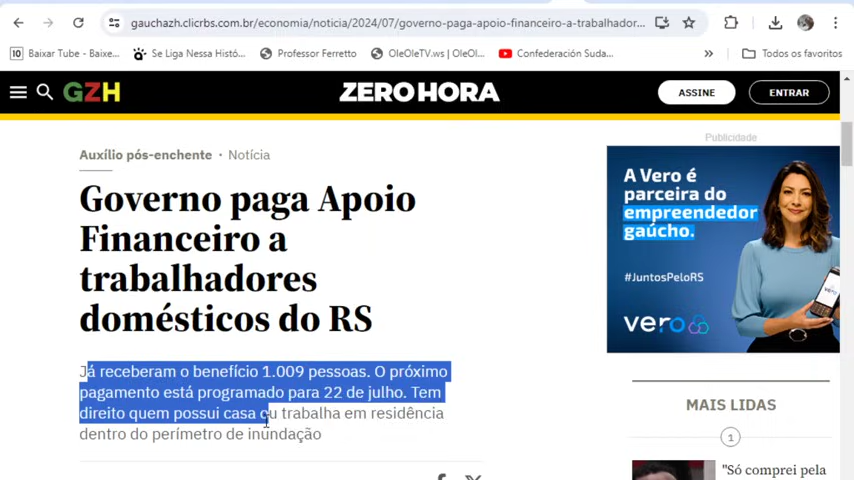 gauchazh.clicrbs.com.br/economia/noticia/2024/07/governo-paga-apoio-financeiro-a-trabalhador...
10 Baixar Tube - Baixe... Se Liga Nessa Histó... Professor Ferretto OleOleTV.ws | OleOl... Confederación Suda... » Todos os favoritos
GZH ZERO HORA ASSINE ENTRAR
Publicidade
Auxílio pós-enchente • Notícia
Governo paga Apoio
Financeiro a
trabalhadores
domésticos do RS
Já receberam o benefício 1.009 pessoas. O próximo
pagamento está programado para 22 de julho. Tem
direito quem possui casa ou trabalha em residência
dentro do perímetro de inundação
A Vero é
parceira do
empreendedor
gaúcho.
#JuntosPeloRS
vero
MAIS LIDAS
1
"Só comprei pela